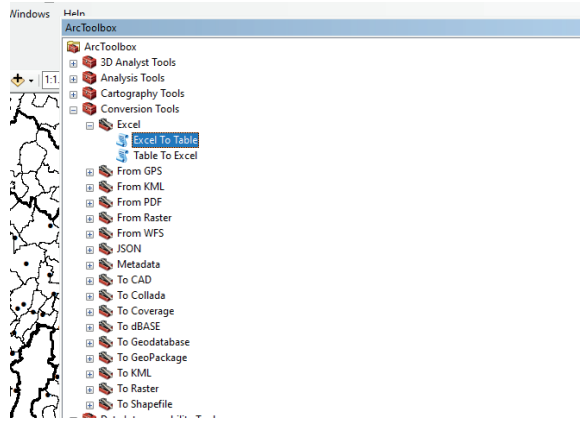 Windows Help
ArcToolbox
ArcToolbox
3D Analyst Tools
1:1.
Analysis Tools
Cartography Tools
Conversion Tools
Excel
Excel To Table
Table To Excel
From GPS
From KML
From PDF
From Raster
From WFS
JSON
Metadata
To CAD
To Collada
To Coverage
To dBASE
To Geodatabase
To GeoPackage
To KML
To Raster
To Shapefile